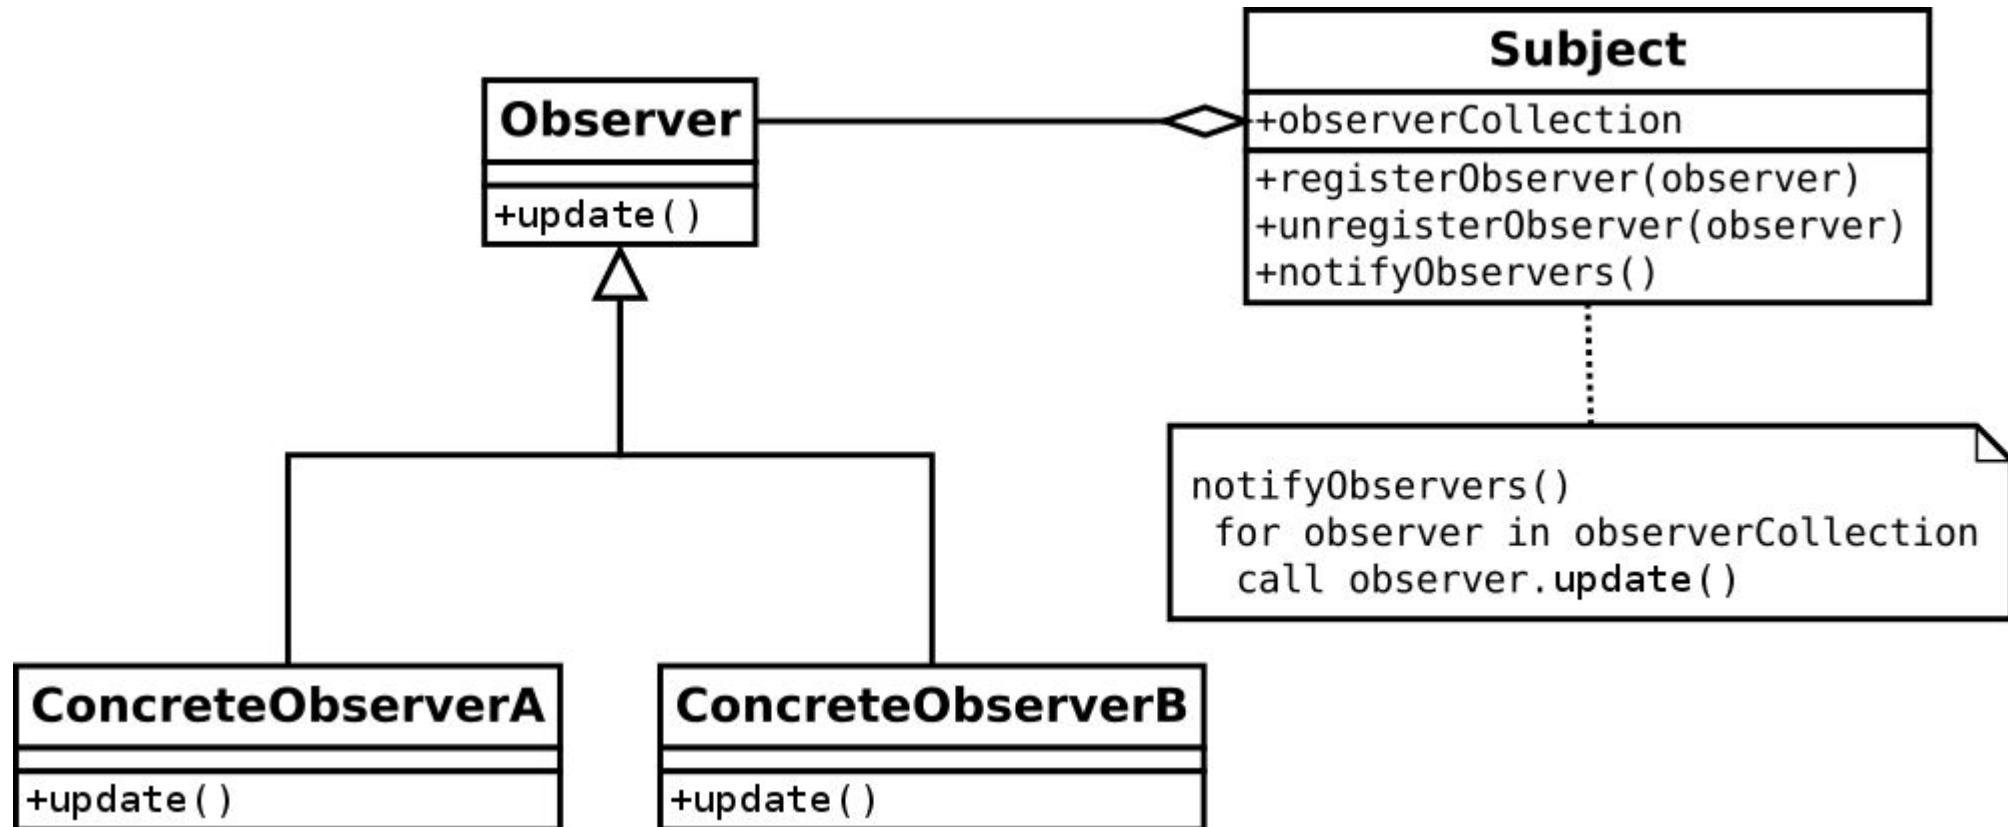 Subject
+observerCollection
+registerObserver(observer)
+unregisterObserver(observer)
+notifyObservers()
Observer
+update()
notifyObservers()
for observer in observerCollection
call observer.update()
ConcreteObserverA
+update()
ConcreteObserverB
+update()